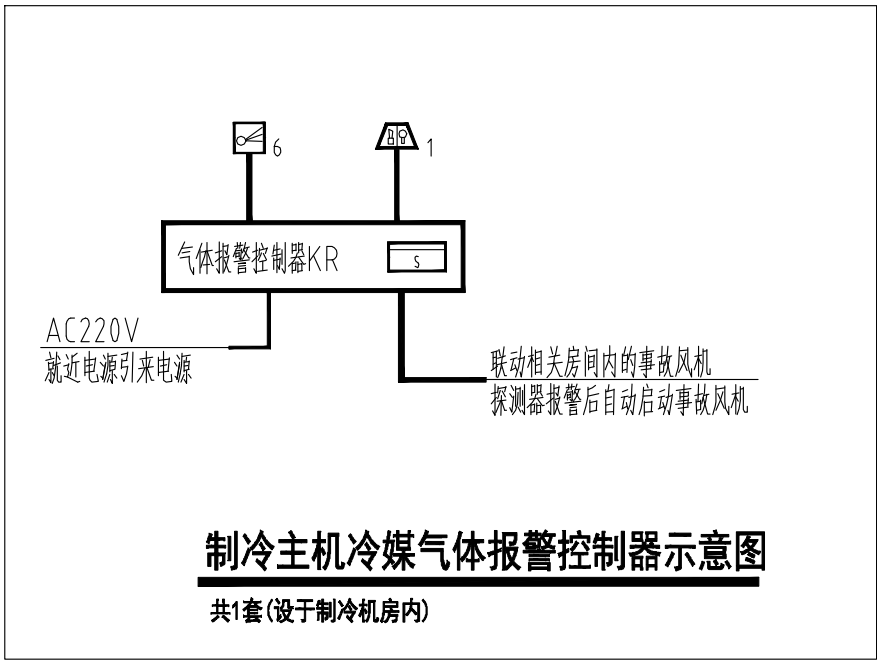 6
1
气体报警控制器KR
S
AC220V
就近电源引来电源
联动相关房间内的事故风机
探测器报警后自动启动事故风机
制冷主机冷媒气体报警控制器示意图
共1套(设于制冷机房内)